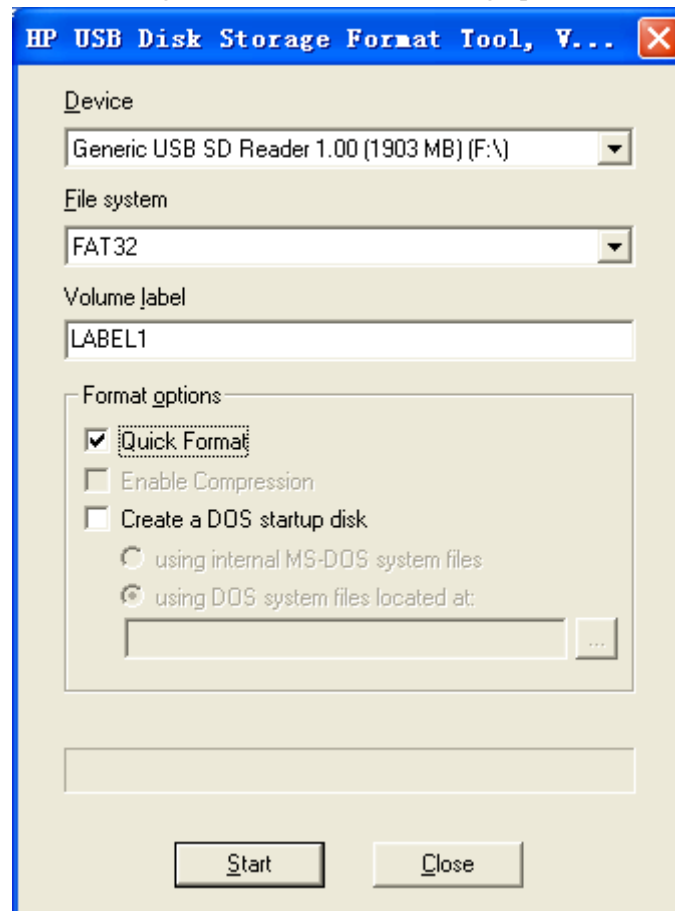 HP USB Disk Storage Format Tool, V...
Device
Generic USB SD Reader 1.00 (1903 MB) (F:\)
File system
FAT32
Volume label
LABEL1
Format options
Quick Format
Enable Compression
Create a DOS startup disk
using internal MS-DOS system files
using DOS system files located at:
...
Start
Close